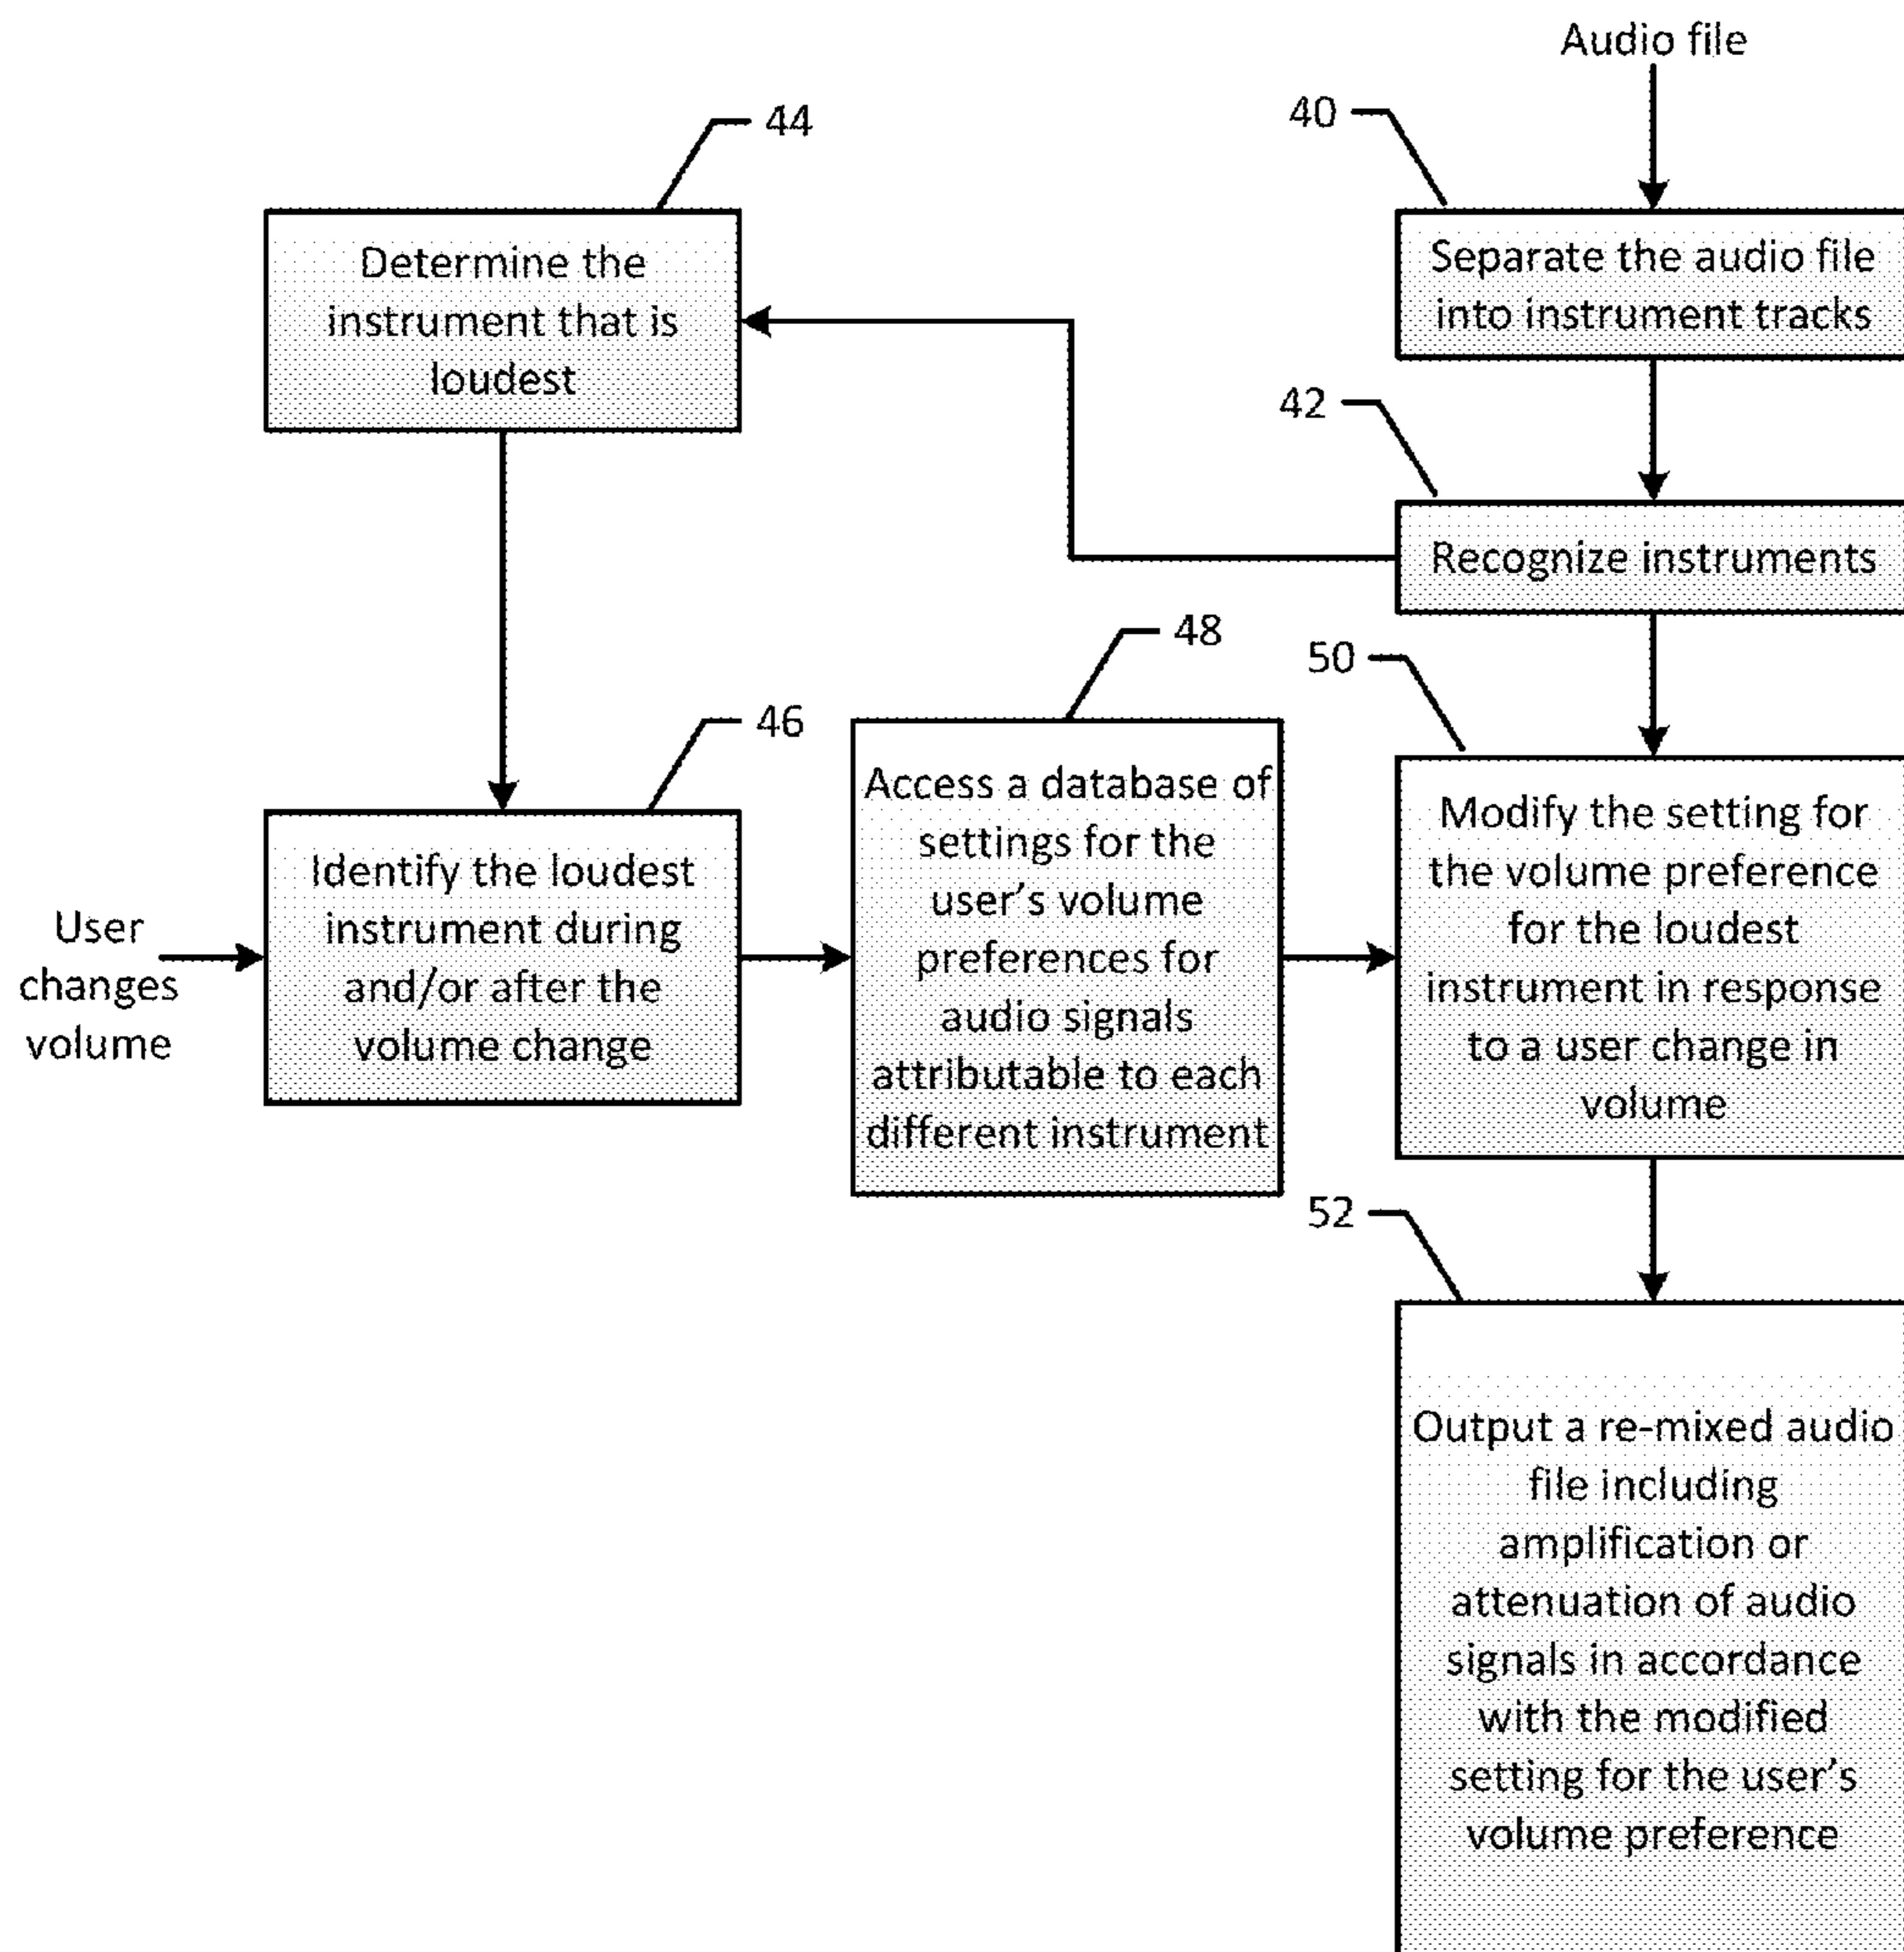 Audio file
40
Separate the audio file
into instrument tracks
44
Determine the
instrument that is
loudest
42
Recognize instruments
48
50
46
User
changes
volume
Identify the loudest
instrument during
and/or after the
volume change
Access a database of
settings for the
user's volume
preferences for
audio signals
attributable to each
different instrument
Modify the setting for
the volume preference
for the loudest
instrument in response
to a user change in
volume
52
Output a re-mixed audio
file including
amplification or
attenuation of audio
signals in accordance
with the modified
setting for the user's
volume preference